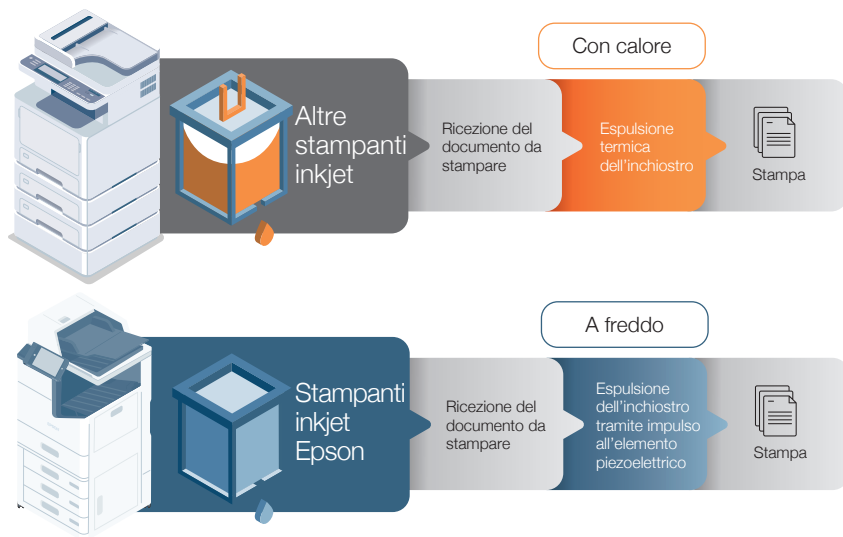 Con calore
Altre
stampanti
inkjet
Ricezione del
documento da
stampare
Espulsione
termica
dell'inchiostro
Stampa
A freddo
Stampanti
inkjet
Epson
Ricezione del
documento da
stampare
Espulsione
dell'inchiostro
tramite impulso
all'elemento
piezoelettrico
Stampa